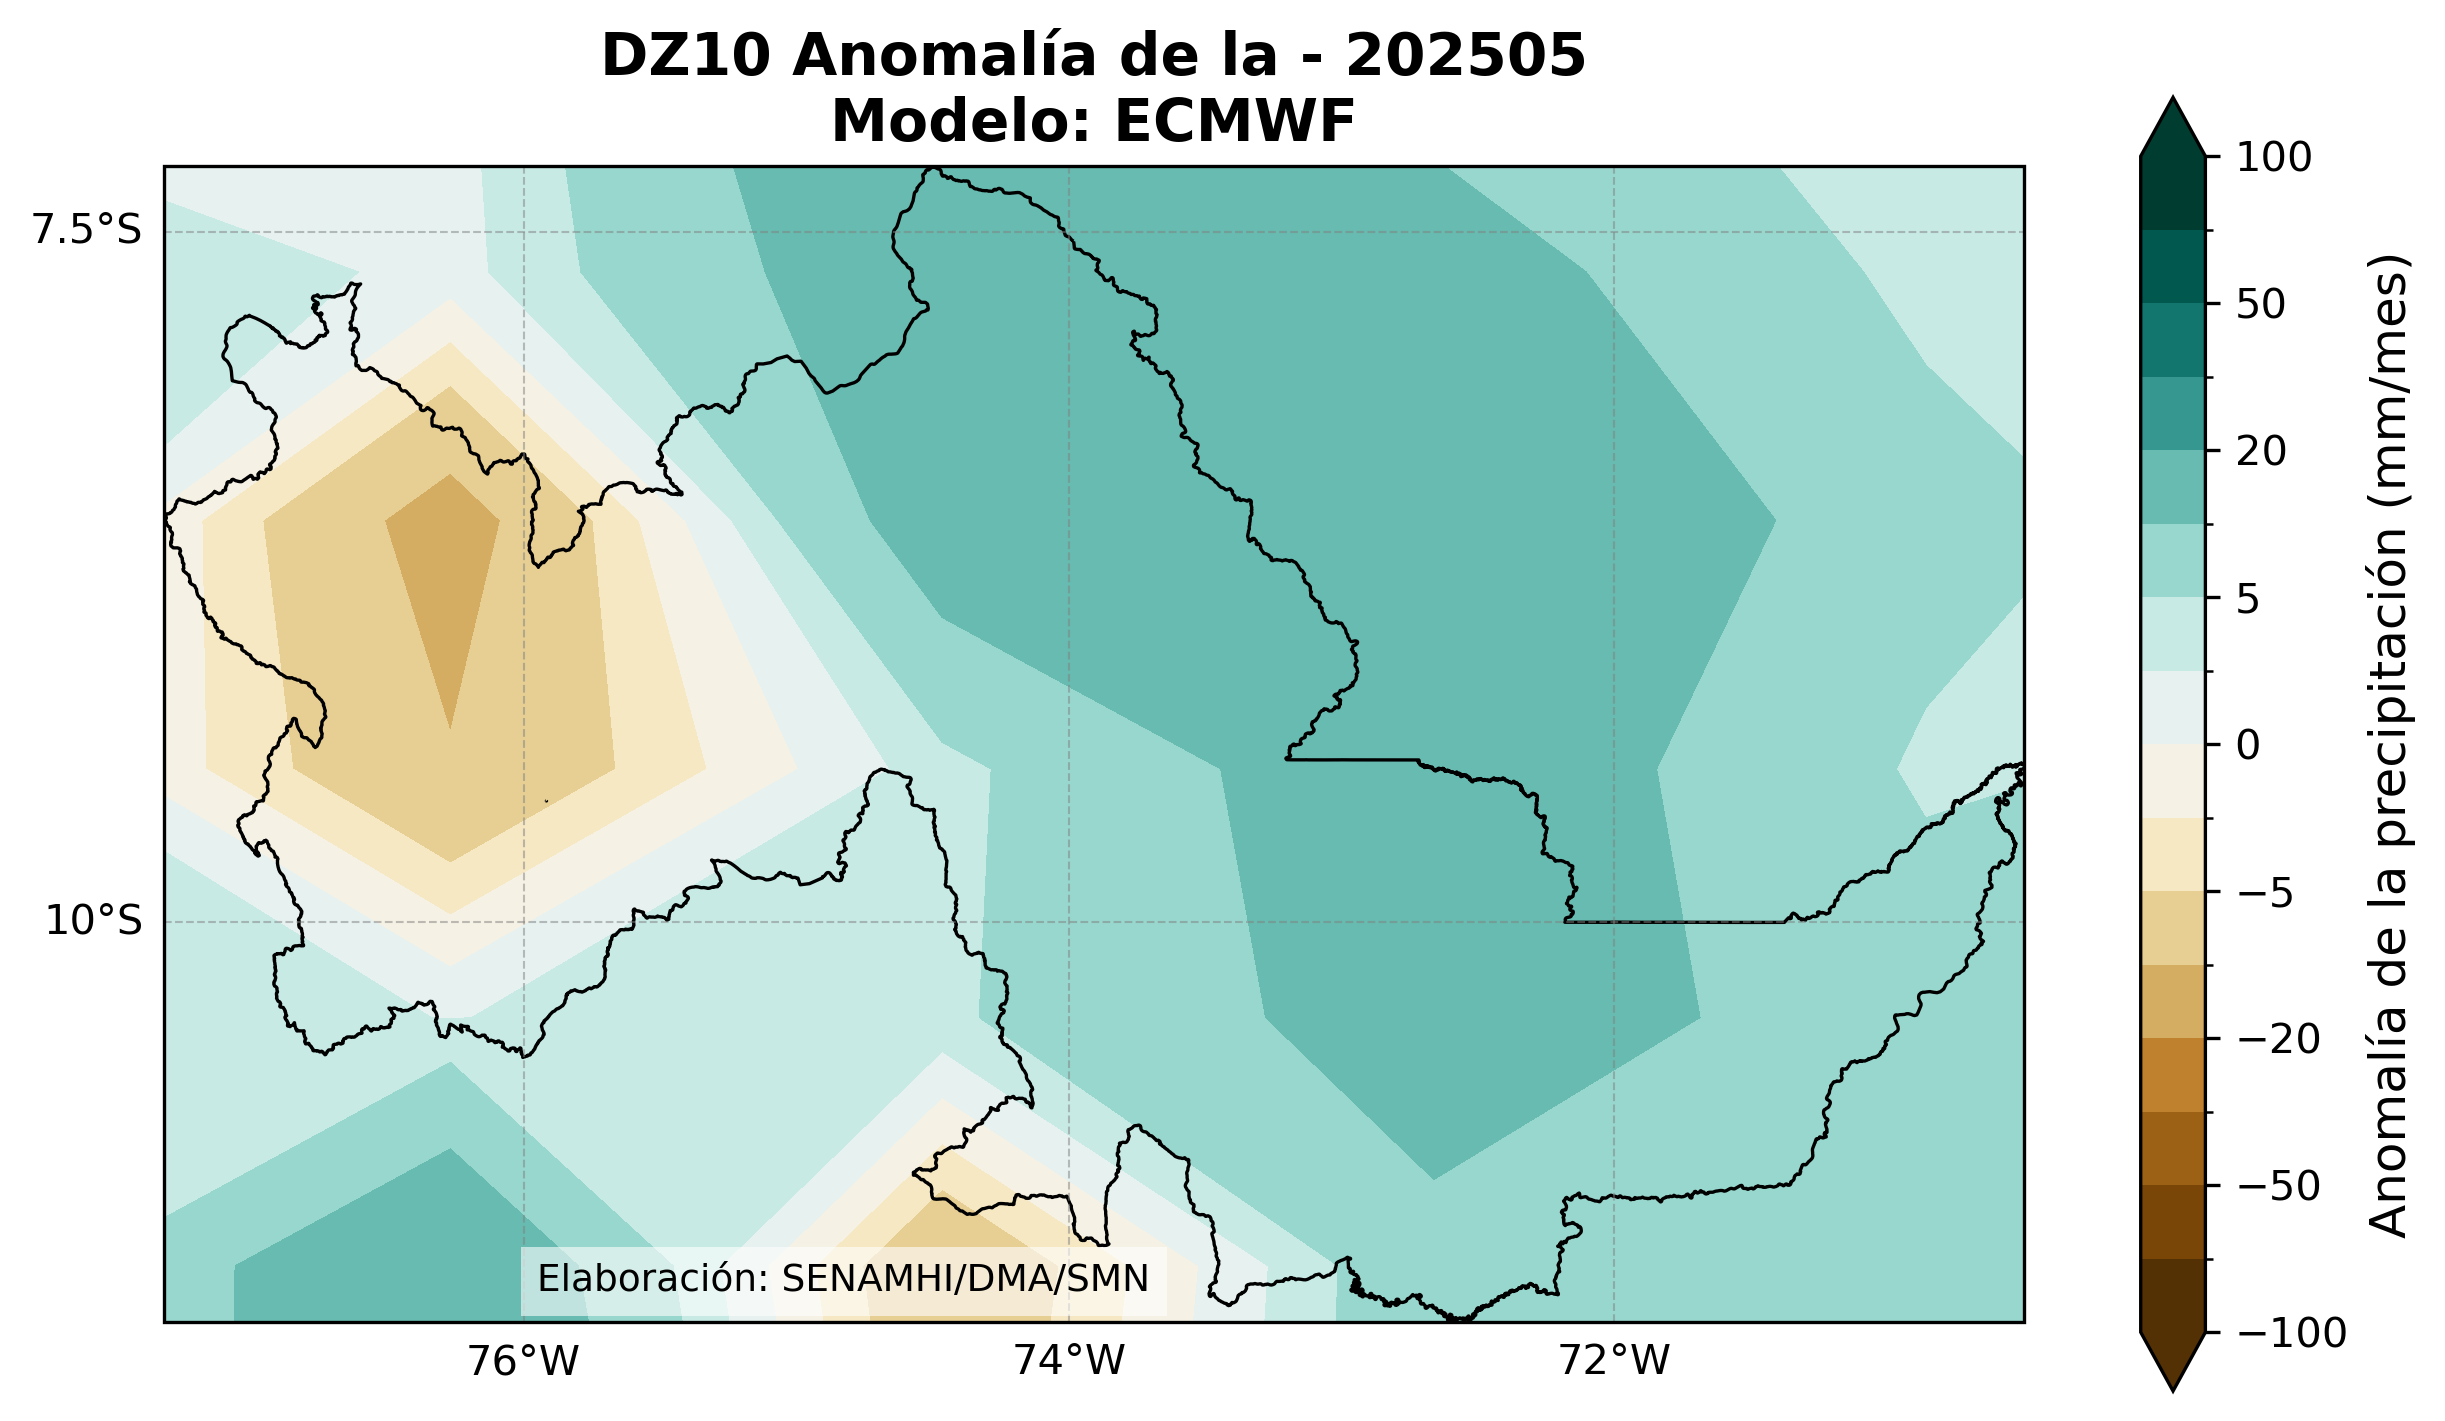 DZ10 Anomalía de la - 202505
Modelo: ECMWF
7.5°S
10°S
76°W
74°W
72°W
Elaboración: SENAMHI/DMA/SMN
100
50
20
5
0
−5
−20
−50
−100
Anomalía de la precipitación (mm/mes)